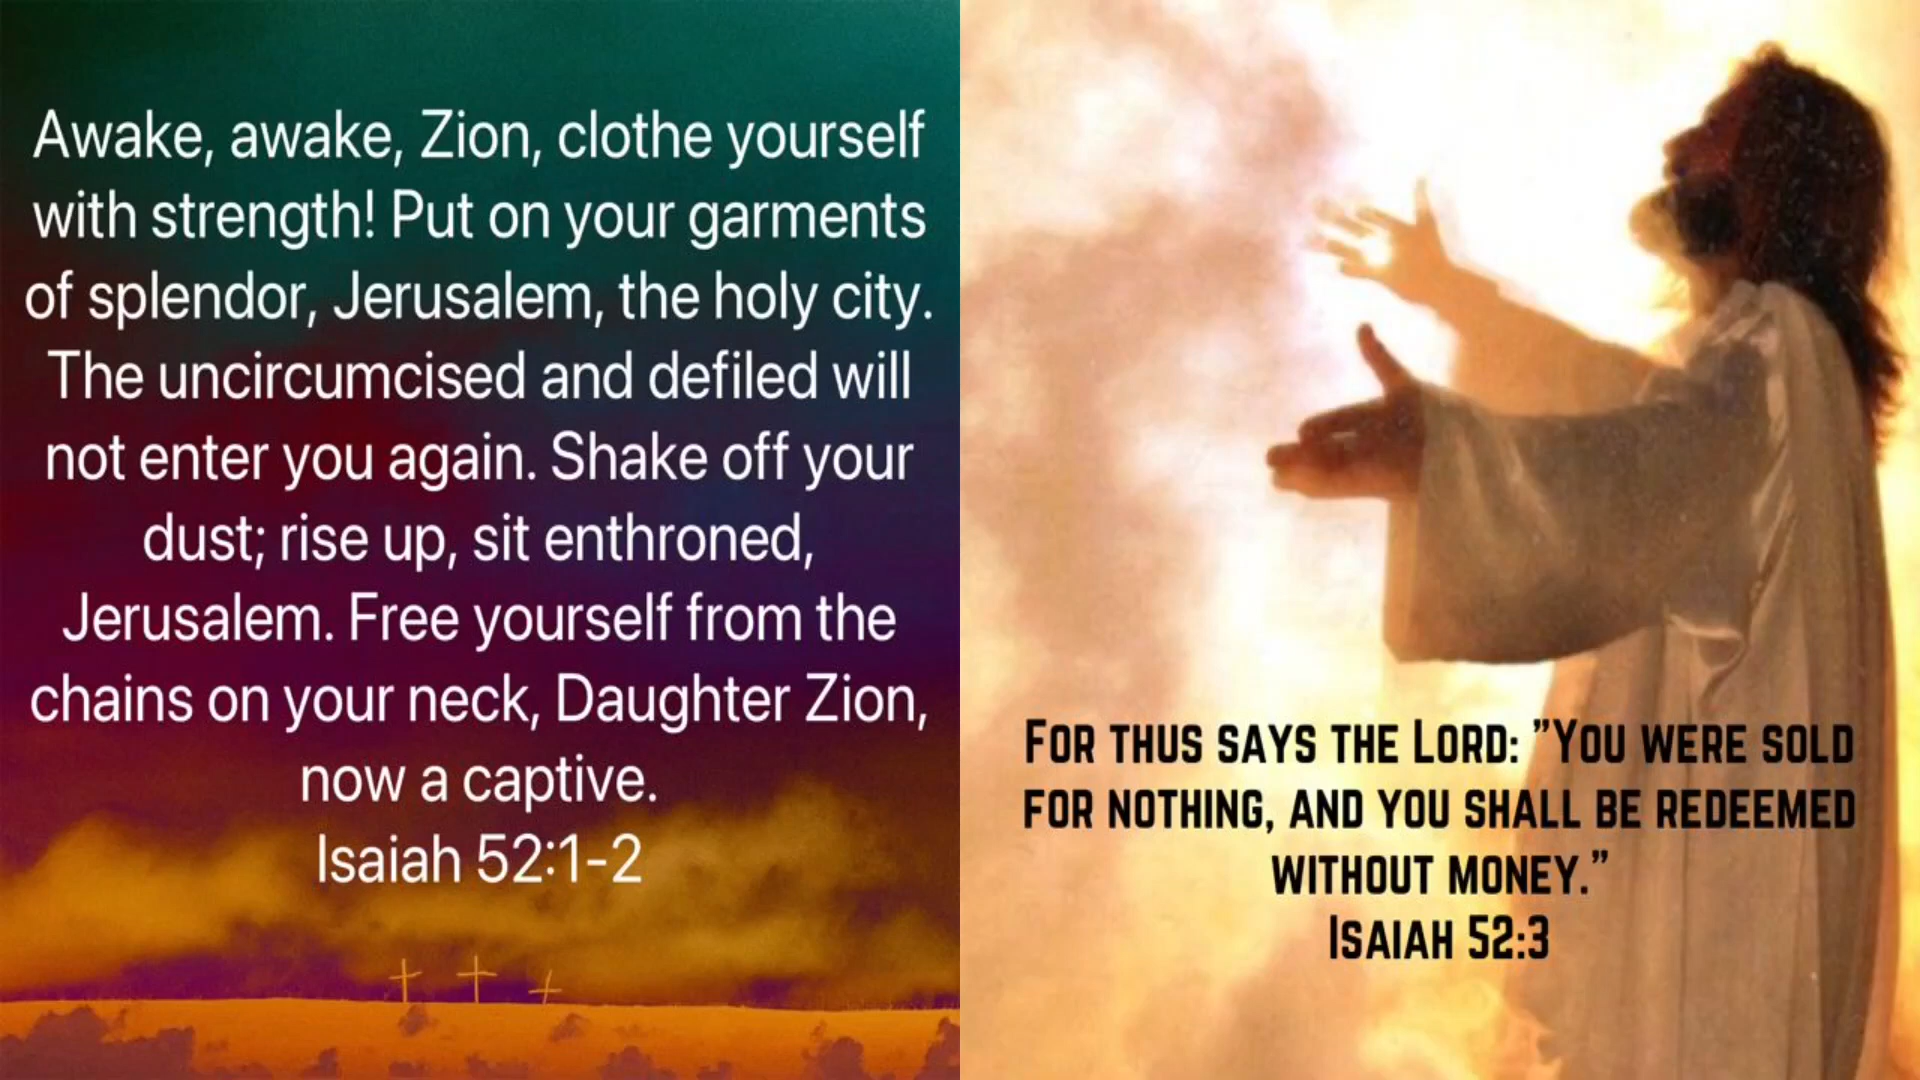 Awake, awake, Zion, clothe yourself
with strength! Put on your garments
of splendor, Jerusalem, the holy city.
The uncircumcised and defiled will
not enter you again. Shake off your
dust; rise up, sit enthroned,
Jerusalem. Free yourself from the
chains on your neck, Daughter Zion,
now a captive.
Isaiah 52:1-2
For thus says the Lord: "You were sold
for nothing, and you shall be redeemed
without money."
Isaiah 52:3